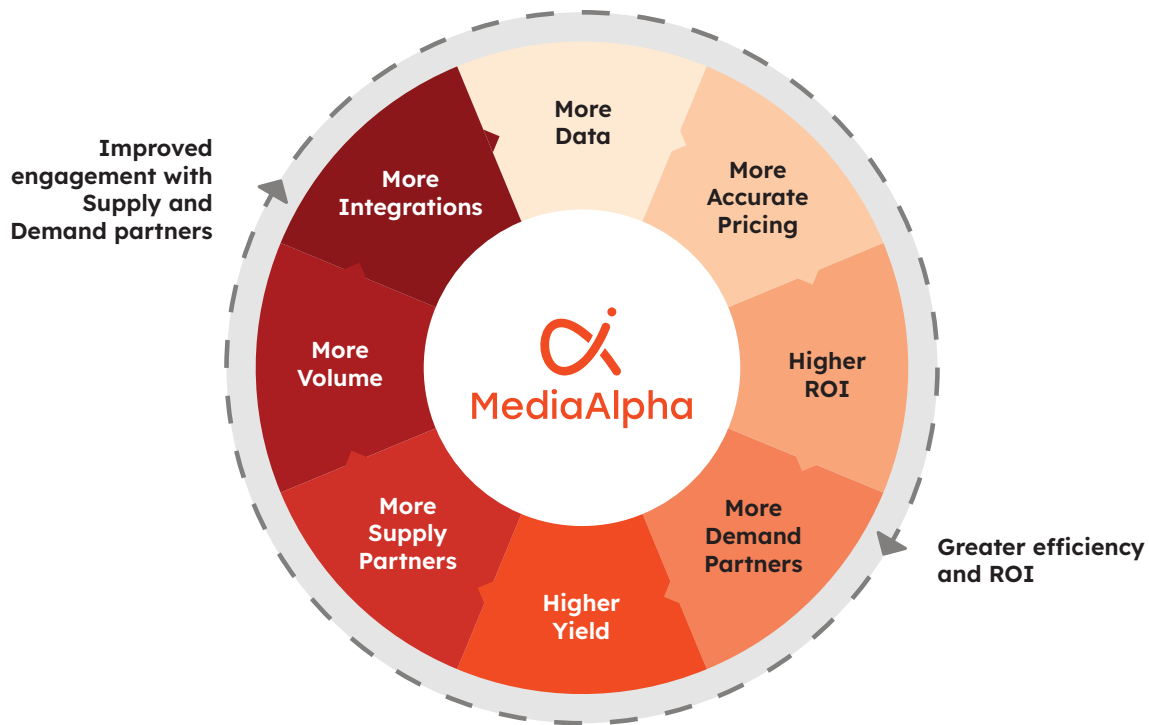 More
Data
More
Accurate
Pricing
Higher
ROI
More
Demand
Partners
Higher
Yield
More
Supply
Partners
More
Volume
More
Integrations
MediaAlpha
Improved
engagement with
Supply and
Demand partners
Greater efficiency
and ROI